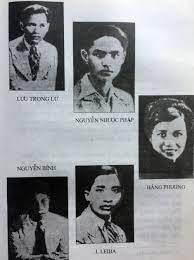 LƯU TRỌNG LƯ
NGUYỄN NHƯỢC PHÁP
HẰNG PHƯƠNG
NGUYỄN BÍNH
J. LEIBA